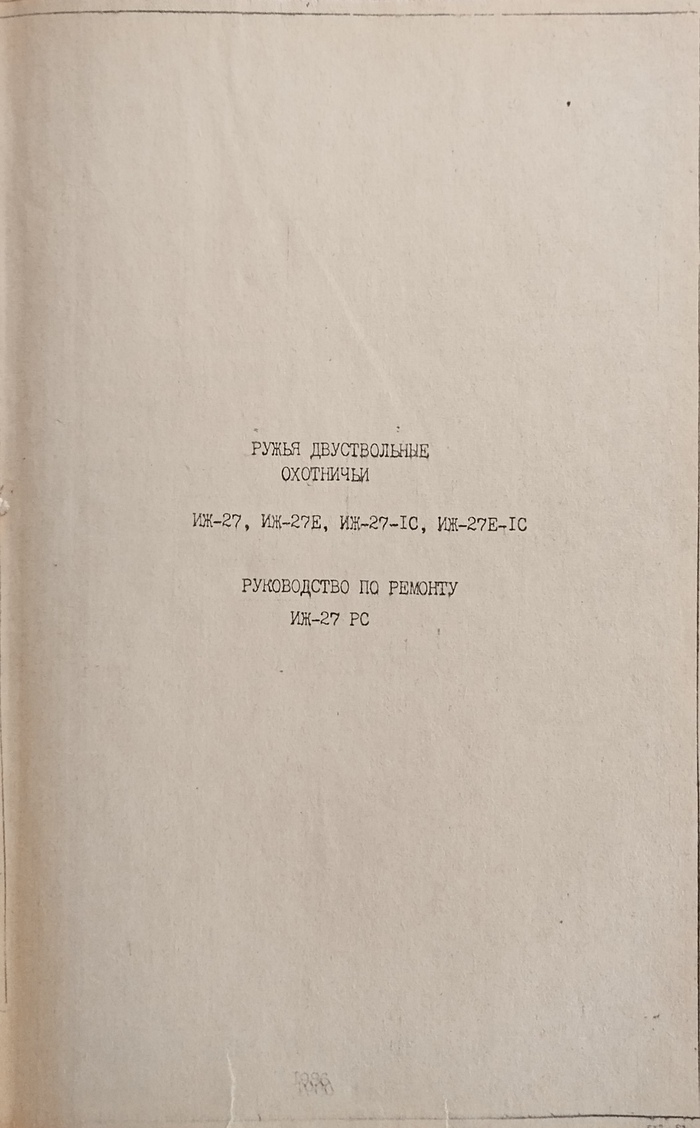 РУЖЬЯ ДВУСТВОЛЬНЫЕ
ОХОТНИЧЬИ
ИЖ-27, ИЖ-27Е, ИЖ-27-IС, ИЖ-27Е-IС
РУКОВОДСТВО ПО РЕМОНТУ
ИЖ-27 РС